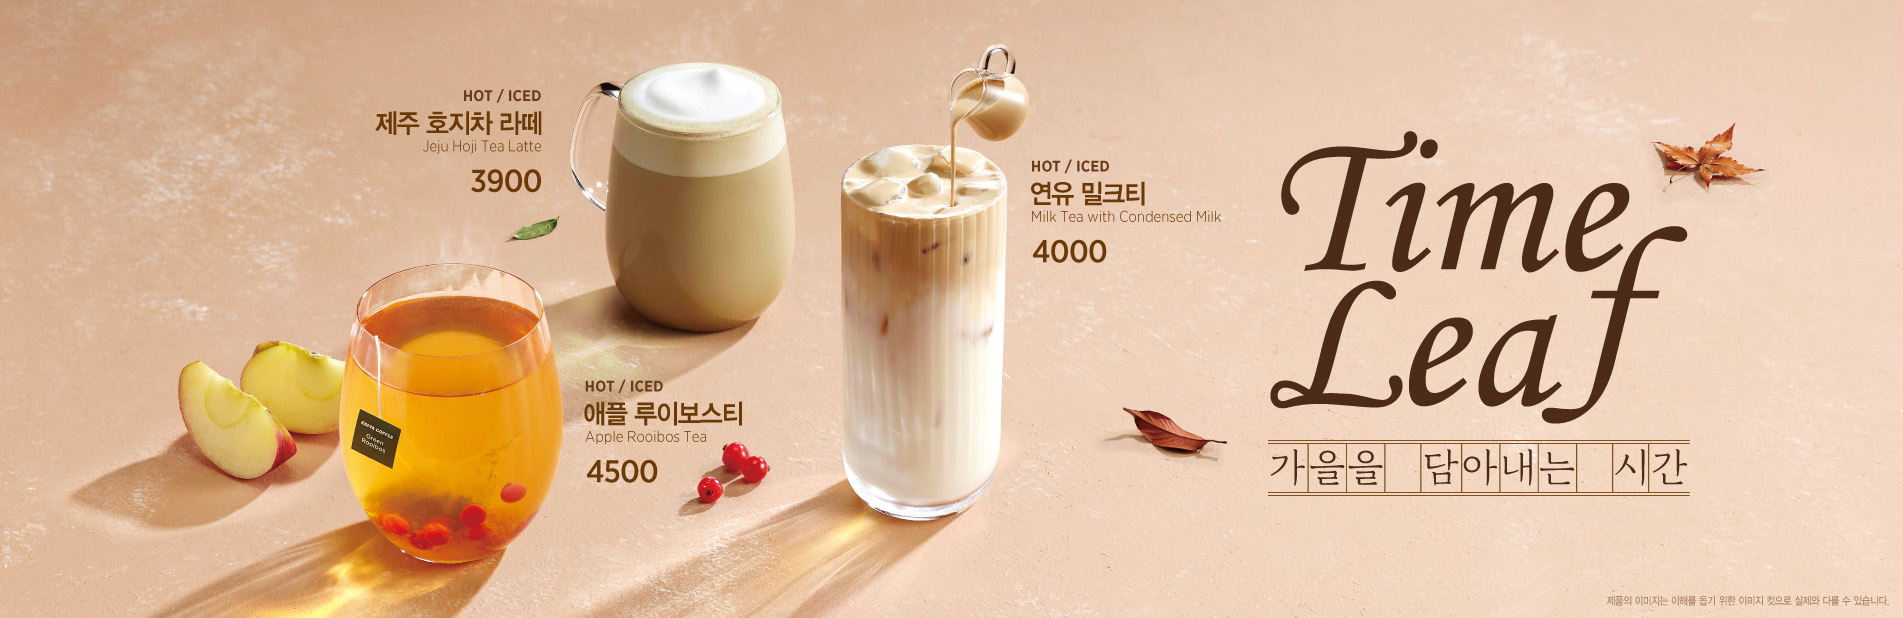 HOT / ICED
제주 호지차 라떼
Jeju Hoji Tea Latte
3900
HOT / ICED
연유 밀크티
Milk Tea with Condensed Milk
4000
HOT / ICED
애플 루이보스티
Apple Rooibos Tea
4500
EDIYA COFFEE
Green
Rooibos
Time
Leaf
가을을 담아내는 시간
제품의 이미지는 이해를 돕기 위한 이미지 컷으로 실제와 다를 수 있습니다.